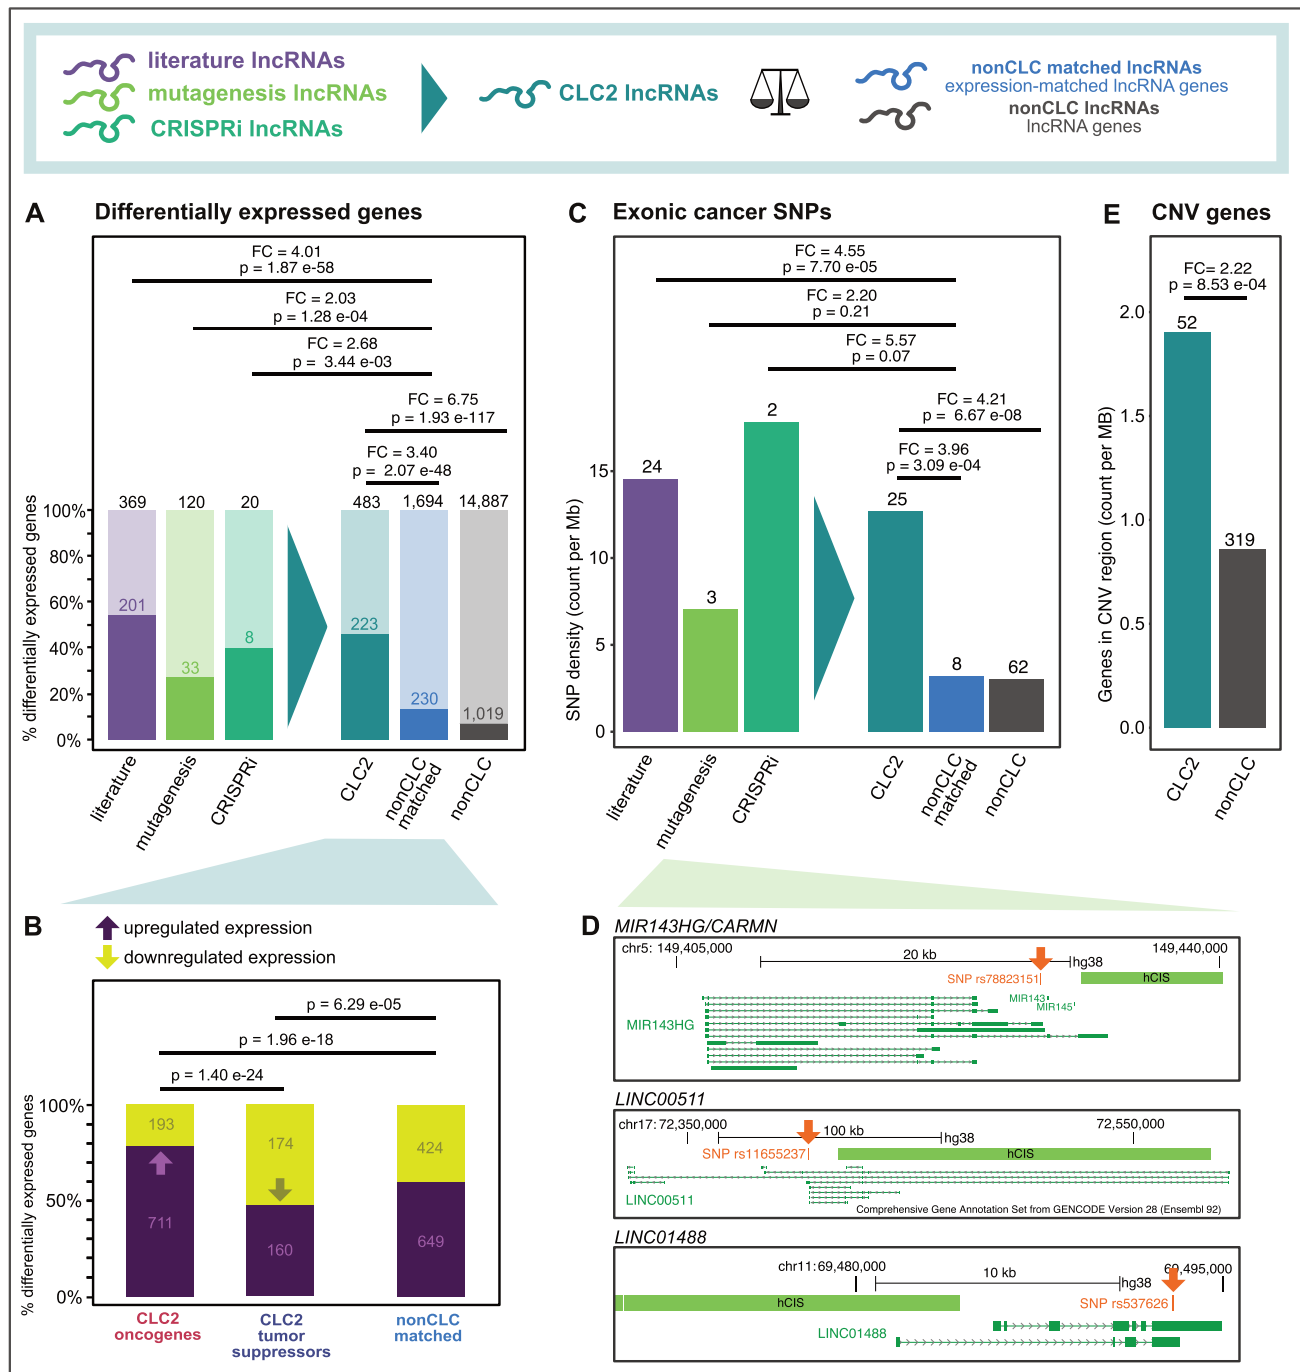 literature lncRNAs
mutagenesis lncRNAs
CRISPRi lncRNAs
CLC2 lncRNAs
nonCLC matched lncRNAs
expression-matched lncRNA genes
nonCLC lncRNAs
lncRNA genes
A Differentially expressed genes
FC = 4.01
p = 1.87 e-58
FC = 2.03
p = 1.28 e-04
FC = 2.68
p = 3.44 e-03
FC = 6.75
p = 1.93 e-117
FC = 3.40
p = 2.07 e-48
369 120 20 483 1,694 14,887
% differentially expressed genes
100%
80%
60%
40%
20%
0%
201
33
8
223
230
1,019
literature
mutagenesis
CRISPRi
CLC2
nonCLC
matched
nonCLC
C Exonic cancer SNPs
FC = 4.55
p = 7.70 e-05
FC = 2.20
p = 0.21
FC = 5.57
p = 0.07
FC = 4.21
p = 6.67 e-08
FC = 3.96
p = 3.09 e-04
SNP density (count per Mb)
15
10
5
0
24
3
2
25
8
62
literature
mutagenesis
CRISPRi
CLC2
nonCLC
matched
nonCLC
E CNV genes
FC= 2.22
p = 8.53 e-04
Genes in CNV region (count per MB)
2.0
1.5
1.0
0.5
0.0
52
319
CLC2
nonCLC
B
upregulated expression
downregulated expression
p = 6.29 e-05
p = 1.96 e-18
p = 1.40 e-24
% differentially expressed genes
100%
50%
0%
193
711
174
160
424
649
CLC2
oncogenes
CLC2
tumor
suppressors
nonCLC
matched
D
MIR143HG/CARMN
chr5: 149,405,000
149,440,000
20 kb
hg38
SNP rs78823151
hCIS
MIR143
MIR145
MIR143HG
LINC00511
chr17: 72,350,000
72,550,000
100 kb
hg38
SNP rs11655237
hCIS
LINC00511
Comprehensive Gene Annotation Set from GENCODE Version 28 (Ensembl 92)
LINC01488
chr11: 69,480,000
69,495,000
10 kb
hg38
hCIS
SNP rs537626
LINC01488